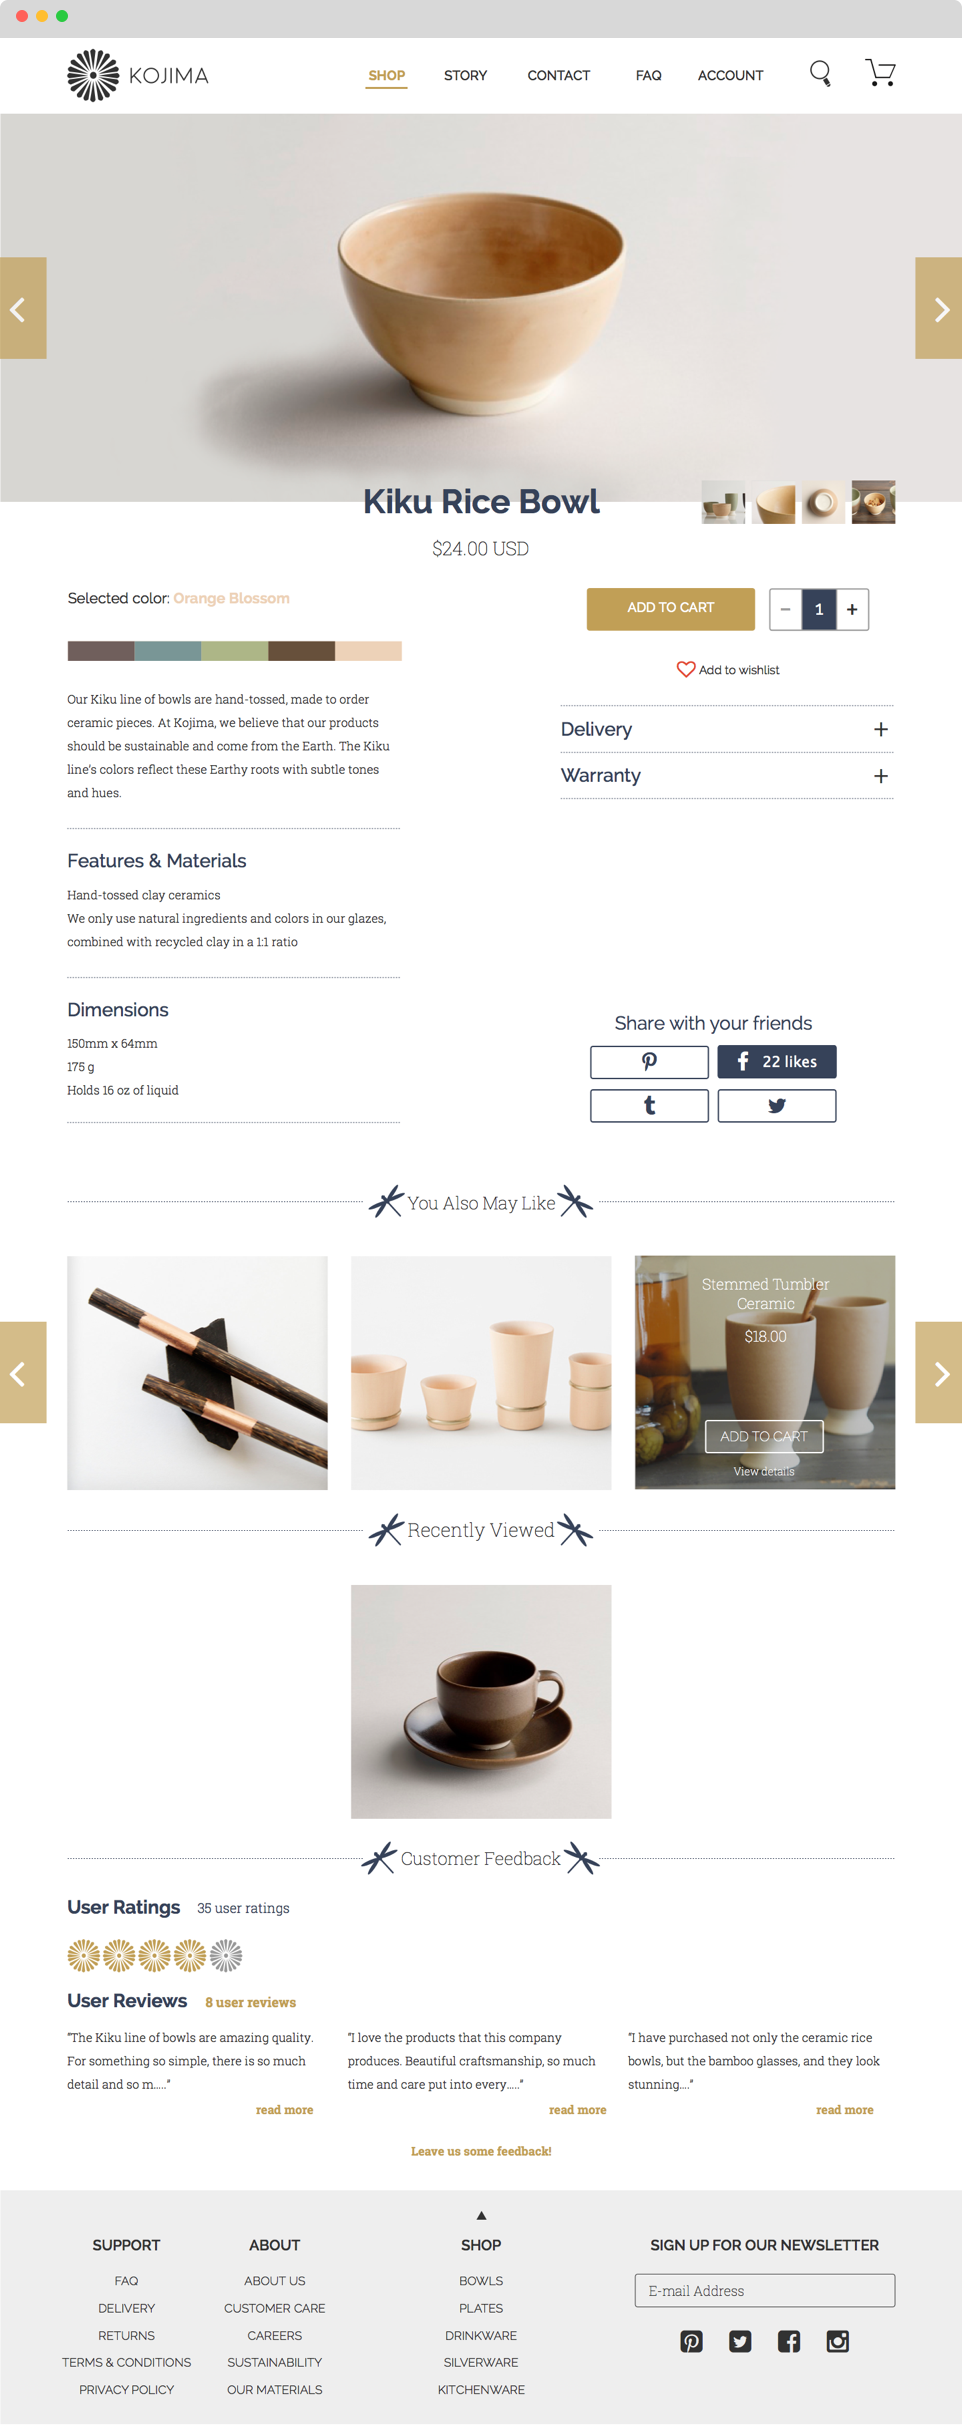 KOJIMA
SHOP STORY CONTACT FAQ ACCOUNT
Kiku Rice Bowl
$24.00 USD
Selected color: Orange Blossom
Our Kiku line of bowls are hand-tossed, made to order
ceramic pieces. At Kojima, we believe that our products
should be sustainable and come from the Earth. The Kiku
line's colors reflect these Earthy roots with subtle tones
and hues.
Features & Materials
Hand-tossed clay ceramics
We only use natural ingredients and colors in our glazes,
combined with recycled clay in a 1:1 ratio
Dimensions
150mm x 64mm
175 g
Holds 16 oz of liquid
ADD TO CART − 1 +
Add to wishlist
Delivery +
Warranty +
Share with your friends
22 likes
You Also May Like
Stemmed Tumbler
Ceramic
$18.00
ADD TO CART
View details
Recently Viewed
Customer Feedback
User Ratings 35 user ratings
User Reviews 8 user reviews
"The Kiku line of bowls are amazing quality.
For something so simple, there is so much
detail and so m....."
read more
"I love the products that this company
produces. Beautiful craftsmanship, so much
time and care put into every....."
read more
"I have purchased not only the ceramic rice
bowls, but the bamboo glasses, and they look
stunning...."
read more
Leave us some feedback!
SUPPORT
FAQ
DELIVERY
RETURNS
TERMS & CONDITIONS
PRIVACY POLICY
ABOUT
ABOUT US
CUSTOMER CARE
CAREERS
SUSTAINABILITY
OUR MATERIALS
SHOP
BOWLS
PLATES
DRINKWARE
SILVERWARE
KITCHENWARE
SIGN UP FOR OUR NEWSLETTER
E-mail Address